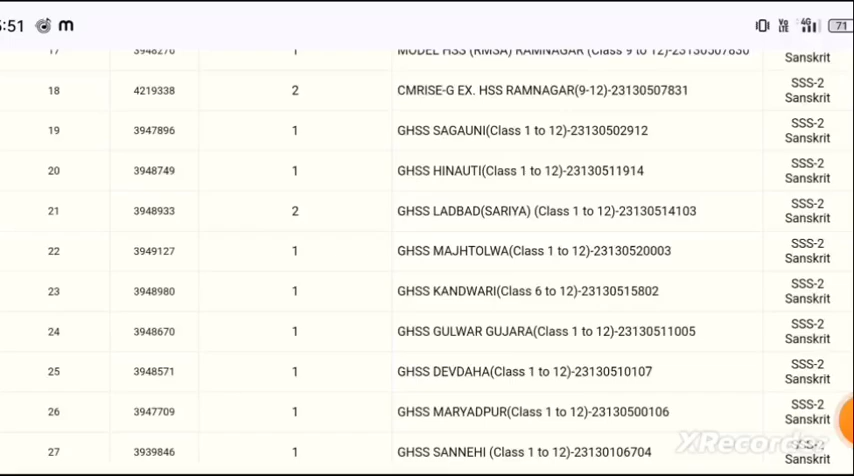 5:51 m Vo LTE 4G 71
17 3948276 1 MODEL HSS (RMSA) RAMNAGAR (Class 9 to 12)-23130507830 Sanskrit
18 4219338 2 CMRISE-G EX. HSS RAMNAGAR(9-12)-23130507831 SSS-2 Sanskrit
19 3947896 1 GHSS SAGAUNI(Class 1 to 12)-23130502912 SSS-2 Sanskrit
20 3948749 1 GHSS HINAUTI(Class 1 to 12)-23130511914 SSS-2 Sanskrit
21 3948933 2 GHSS LADBAD(SARIYA) (Class 1 to 12)-23130514103 SSS-2 Sanskrit
22 3949127 1 GHSS MAJHTOLWA(Class 1 to 12)-23130520003 SSS-2 Sanskrit
23 3948980 1 GHSS KANDWARI(Class 6 to 12)-23130515802 SSS-2 Sanskrit
24 3948670 1 GHSS GULWAR GUJARA(Class 1 to 12)-23130511005 SSS-2 Sanskrit
25 3948571 1 GHSS DEVDAHA(Class 1 to 12)-23130510107 SSS-2 Sanskrit
26 3947709 1 GHSS MARYADPUR(Class 1 to 12)-23130500106 SSS-2 Sanskrit
27 3939846 1 GHSS SANNEHI (Class 1 to 12)-23130106704 SSS-2 Sanskrit
XRecorder